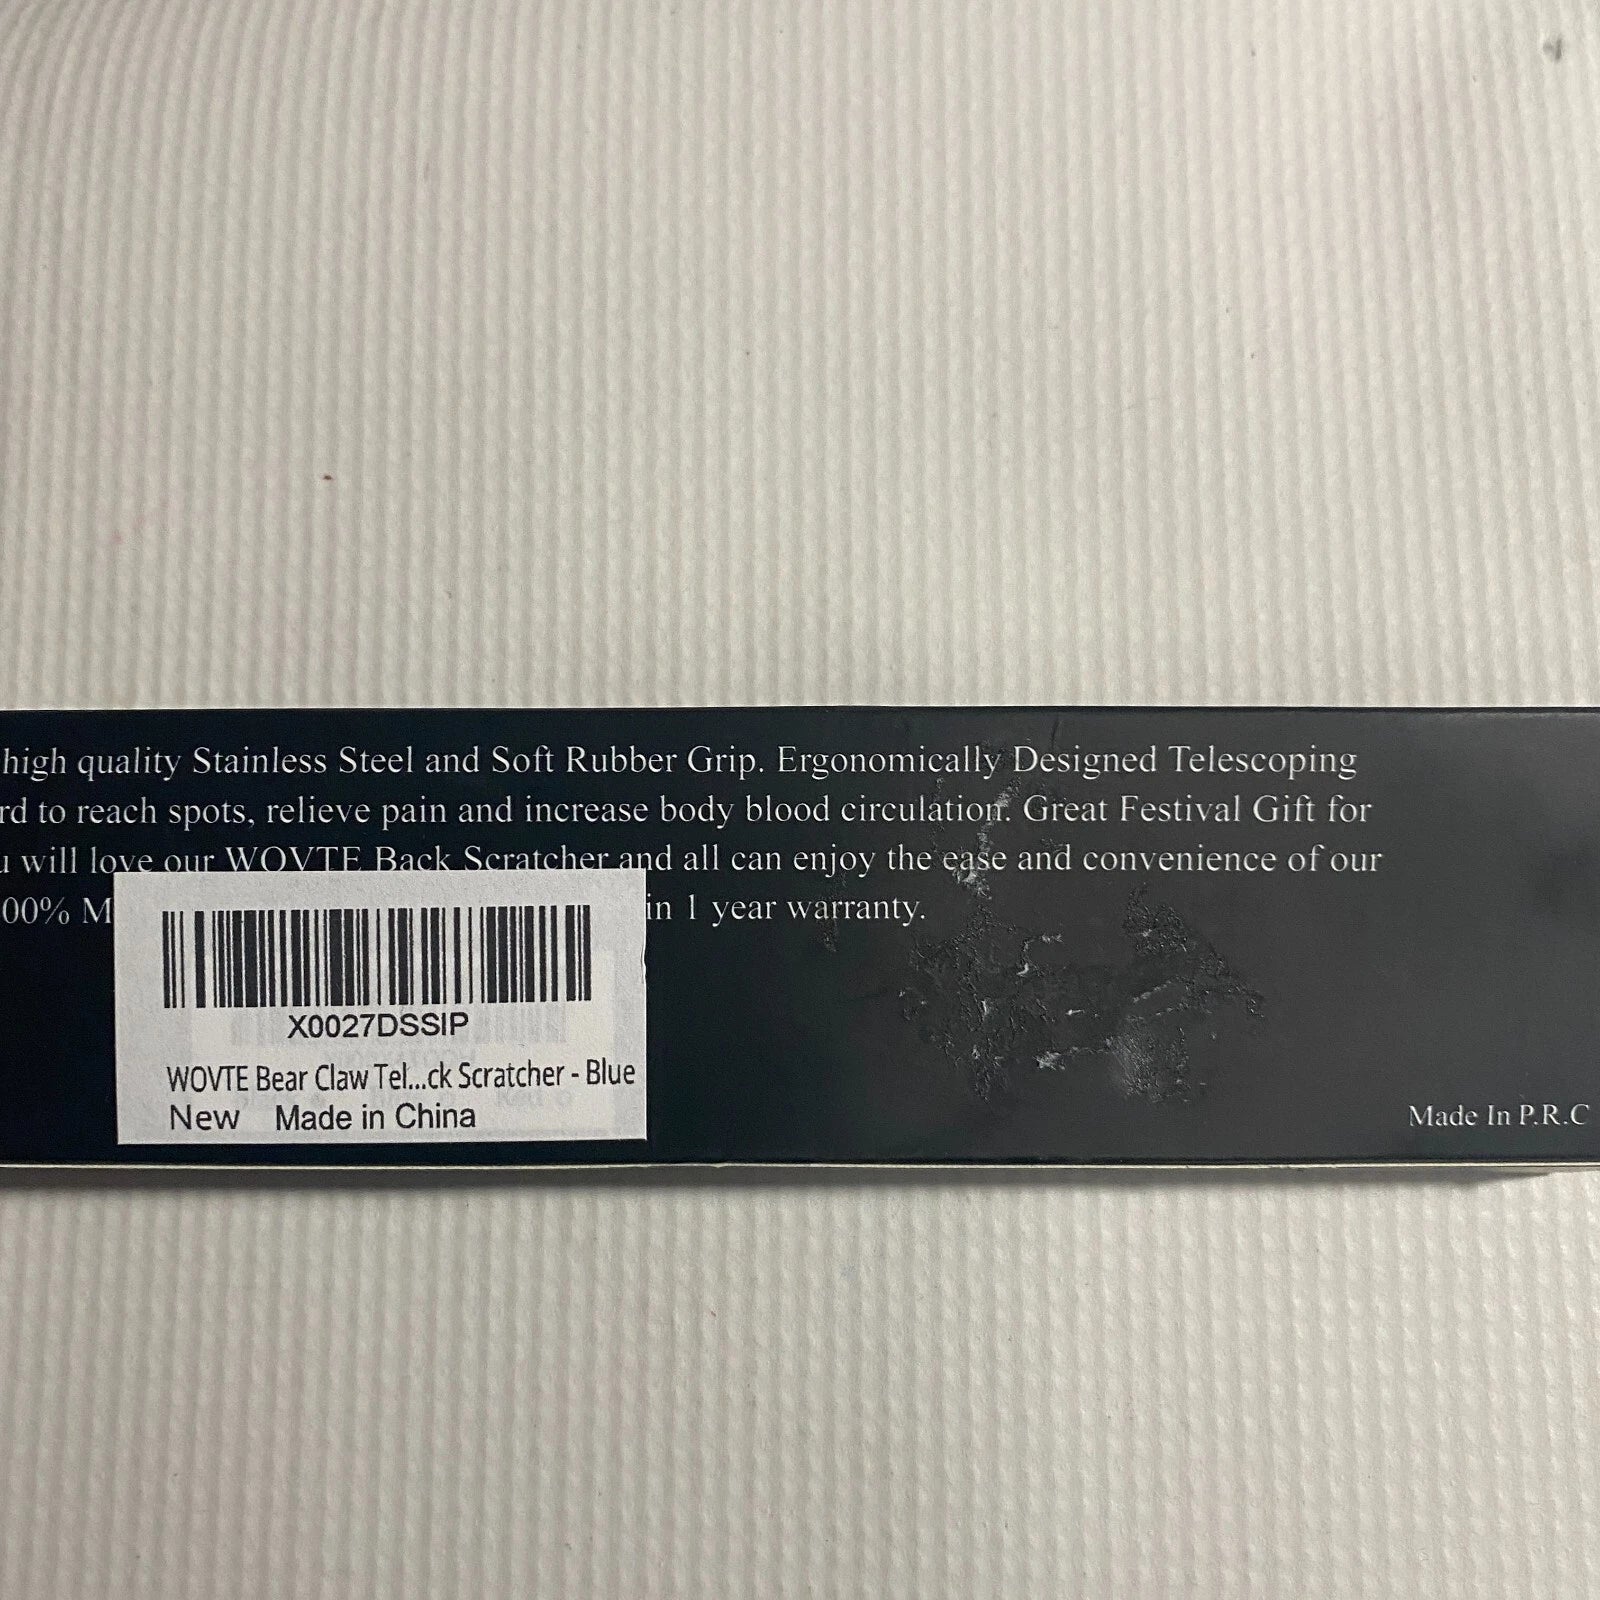 high quality Stainless Steel and Soft Rubber Grip. Ergonomically Designed Telescoping
rd to reach spots, relieve pain and increase body blood circulation. Great Festival Gift for
u will love our WOVTE Back Scratcher and all can enjoy the ease and convenience of our
00% M in 1 year warranty.
X0027DSSIP
WOVTE Bear Claw Tel...ck Scratcher - Blue
New Made in China
Made In P.R.C